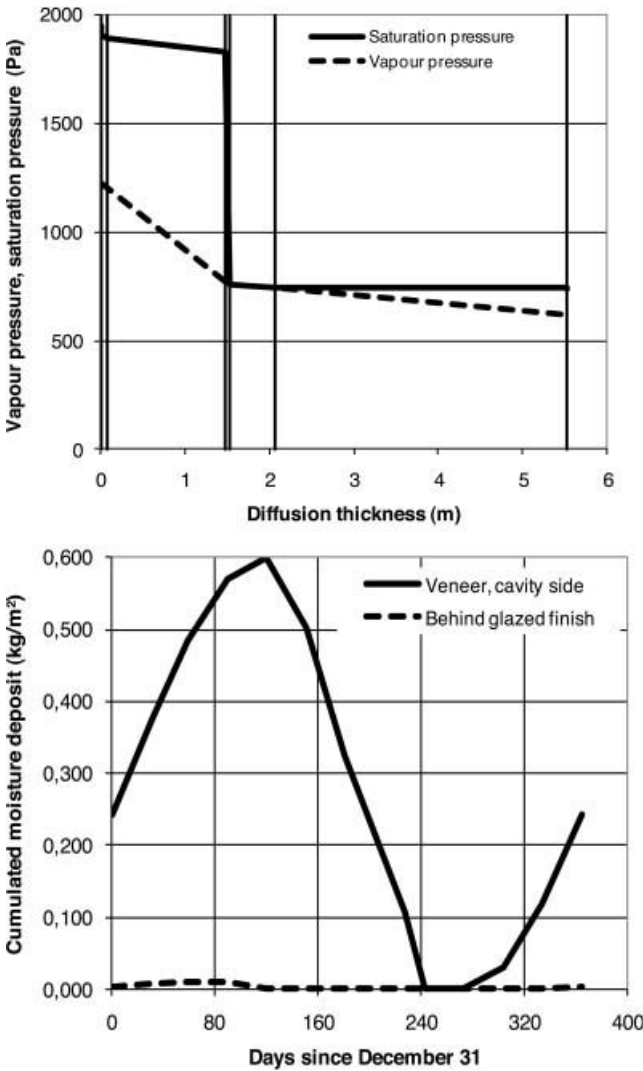 2000
1500
1000
500
0
Vapour pressure, saturation pressure (Pa)
Saturation pressure
Vapour pressure
0 1 2 3 4 5 6
Diffusion thickness (m)
0,600
0,500
0,400
0,300
0,200
0,100
0,000
Cumulated moisture deposit (kg/m²)
Veneer, cavity side
Behind glazed finish
0 80 160 240 320 400
Days since December 31